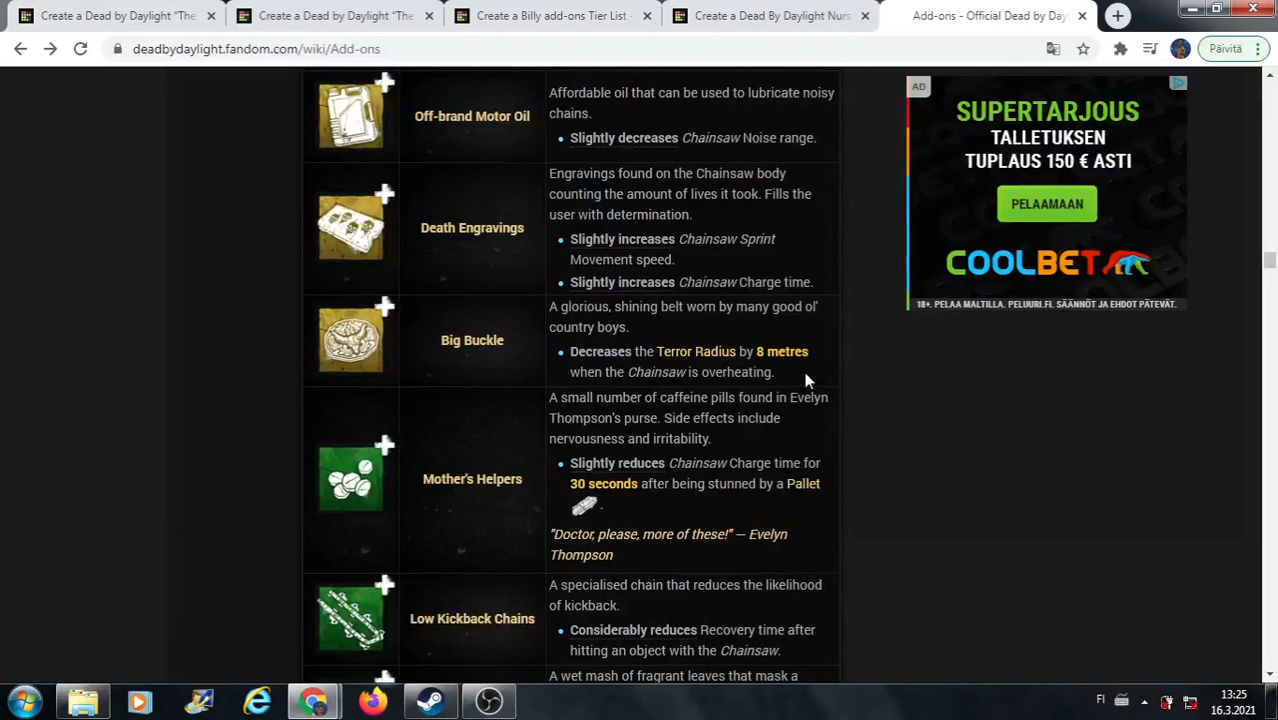 Create a Dead by Daylight "The
Create a Dead by Daylight "The
Create a Billy add-ons Tier List -
Create a Dead By Daylight Nurs
Add-ons - Official Dead by Day
deadbydaylight.fandom.com/wiki/Add-ons
Päivitä
Off-brand Motor Oil
Affordable oil that can be used to lubricate noisy
chains.
Slightly decreases Chainsaw Noise range.
Death Engravings
Engravings found on the Chainsaw body
counting the amount of lives it took. Fills the
user with determination.
Slightly increases Chainsaw Sprint
Movement speed.
Slightly increases Chainsaw Charge time.
Big Buckle
A glorious, shining belt worn by many good ol'
country boys.
Decreases the Terror Radius by 8 metres
when the Chainsaw is overheating.
Mother's Helpers
A small number of caffeine pills found in Evelyn
Thompson's purse. Side effects include
nervousness and irritability.
Slightly reduces Chainsaw Charge time for
30 seconds after being stunned by a Pallet
.
"Doctor, please, more of these!" — Evelyn
Thompson
Low Kickback Chains
A specialised chain that reduces the likelihood
of kickback.
Considerably reduces Recovery time after
hitting an object with the Chainsaw.
A wet mash of fragrant leaves that mask a
AD
SUPERTARJOUS
TALLETUKSEN
TUPLAUS 150 € ASTI
PELAAMAAN
COOLBET
18+. PELAA MALTILLA. PELUURI.FI. SÄÄNNÖT JA EHDOT PÄTEVÄT.
FI
13:25
16.3.2021